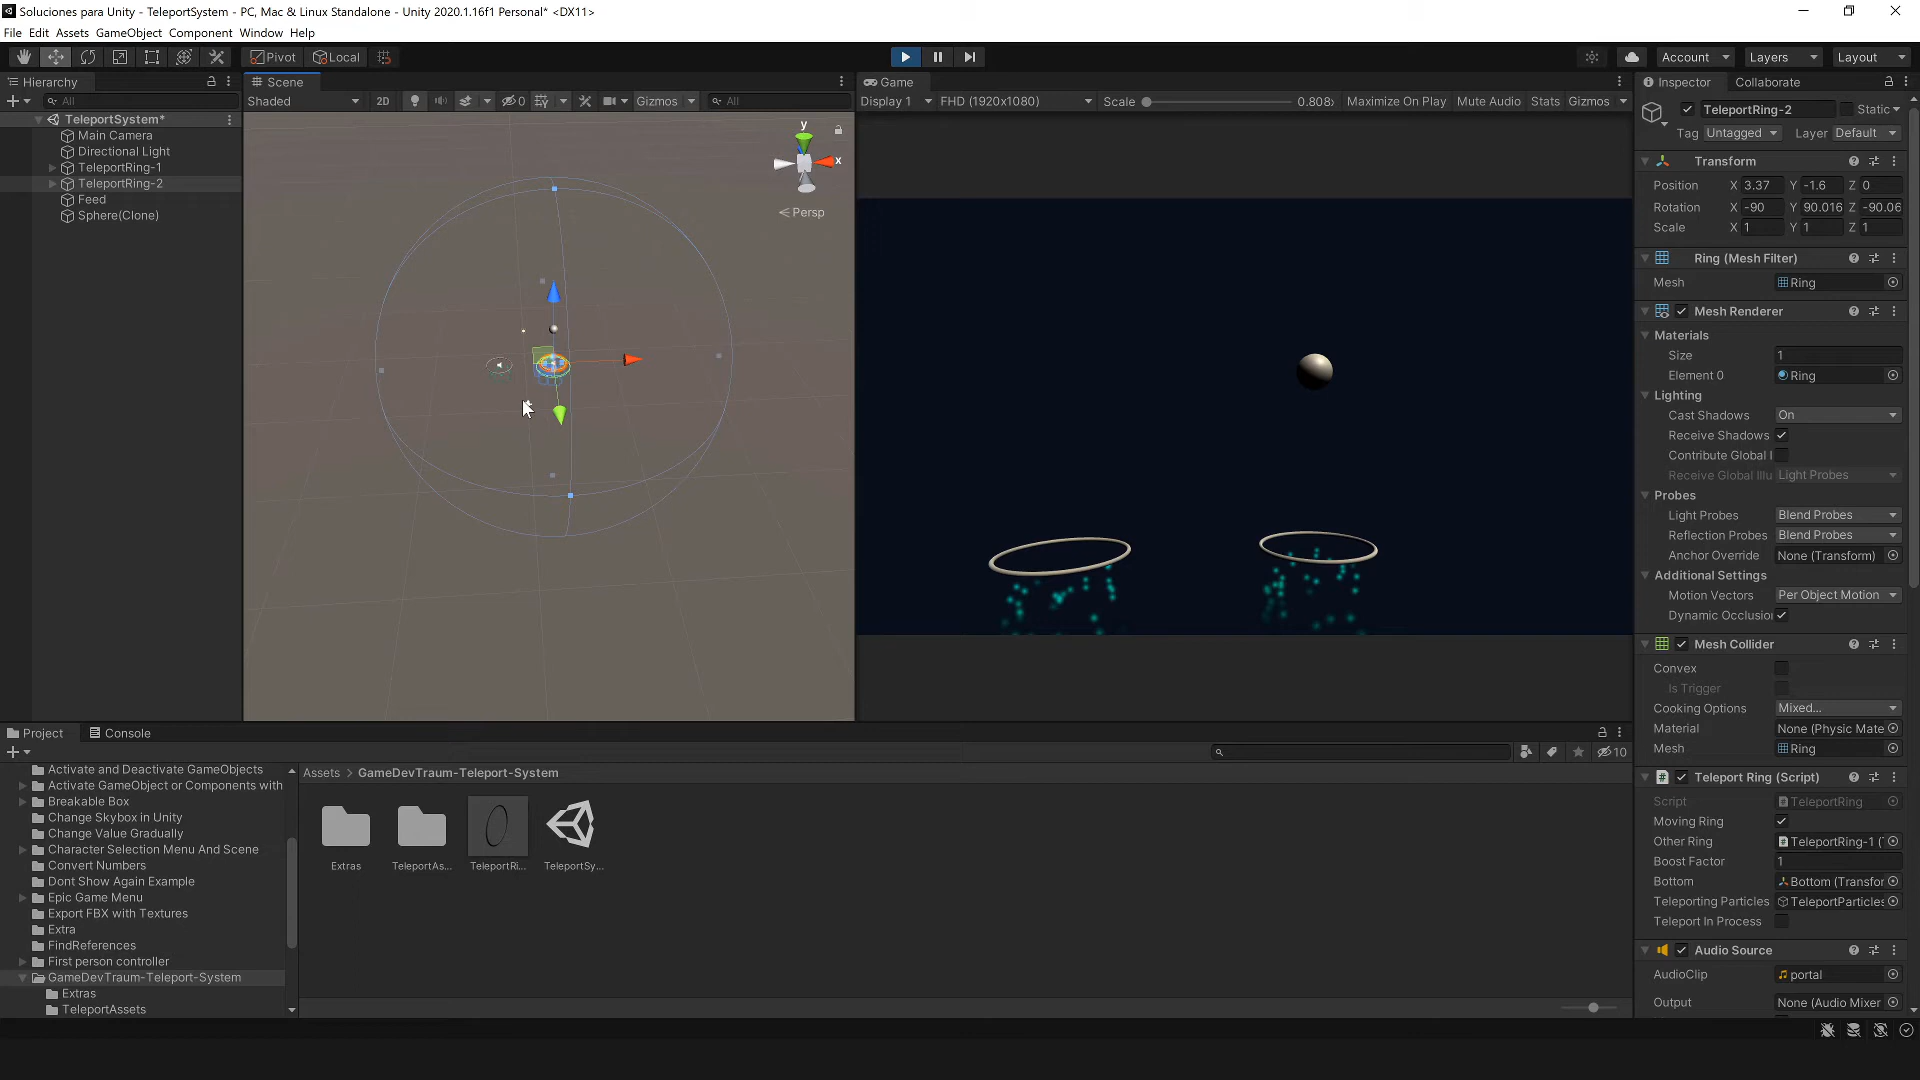 Soluciones para Unity - TeleportSystem - PC, Mac & Linux Standalone - Unity 2020.1.16f1 Personal* <DX11>
File Edit Assets GameObject Component Window Help
Pivot Local Account Layers Layout
Hierarchy
All
TeleportSystem*
Main Camera
Directional Light
TeleportRing-1
TeleportRing-2
Feed
Sphere(Clone)
Scene
Shaded 2D 0 Gizmos All
y
x
< Persp
Game
Display 1 FHD (1920x1080) Scale 0.808x Maximize On Play Mute Audio Stats Gizmos
Inspector Collaborate
TeleportRing-2 Static
Tag Untagged Layer Default
Transform
Position X 3.37 Y -1.6 Z 0
Rotation X -90 Y 90.016 Z -90.06
Scale X 1 Y 1 Z 1
Ring (Mesh Filter)
Mesh Ring
Mesh Renderer
Materials
Size 1
Element 0 Ring
Lighting
Cast Shadows On
Receive Shadows
Contribute Global I
Receive Global Illu Light Probes
Probes
Light Probes Blend Probes
Reflection Probes Blend Probes
Anchor Override None (Transform)
Additional Settings
Motion Vectors Per Object Motion
Dynamic Occlusion
Mesh Collider
Convex
Is Trigger
Cooking Options Mixed...
Material None (Physic Mate
Mesh Ring
Teleport Ring (Script)
Script TeleportRing
Moving Ring
Other Ring TeleportRing-1 (
Boost Factor 1
Bottom Bottom (Transfor
Teleporting Particles TeleportParticles
Teleport In Process
Audio Source
AudioClip portal
Output None (Audio Mixer
Project Console
10
Activate and Deactivate GameObjects
Activate GameObject or Components with
Breakable Box
Change Skybox in Unity
Change Value Gradually
Character Selection Menu And Scene
Convert Numbers
Dont Show Again Example
Epic Game Menu
Export FBX with Textures
Extra
FindReferences
First person controller
GameDevTraum-Teleport-System
Extras
TeleportAssets
Assets > GameDevTraum-Teleport-System
Extras TeleportAs... TeleportRi... TeleportSy...